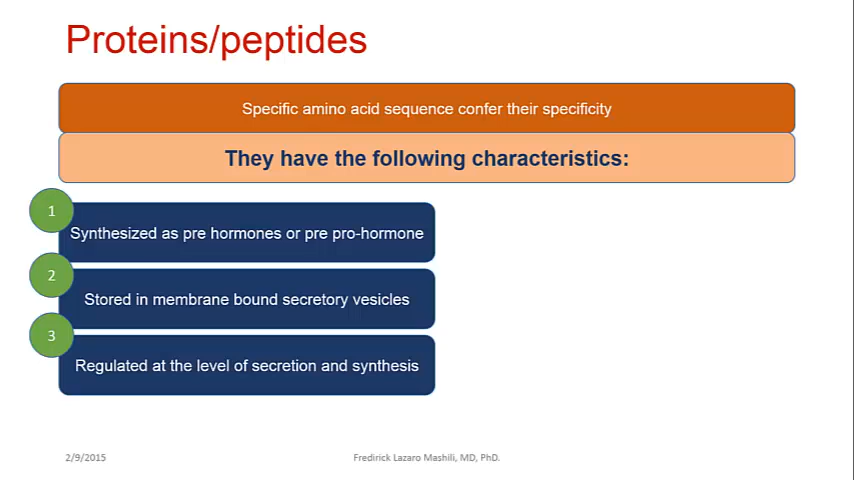 Proteins/peptides
Specific amino acid sequence confer their specificity
They have the following characteristics:
1
Synthesized as pre hormones or pre pro-hormone
2
Stored in membrane bound secretory vesicles
3
Regulated at the level of secretion and synthesis
2/9/2015
Fredirick Lazaro Mashili, MD, PhD.